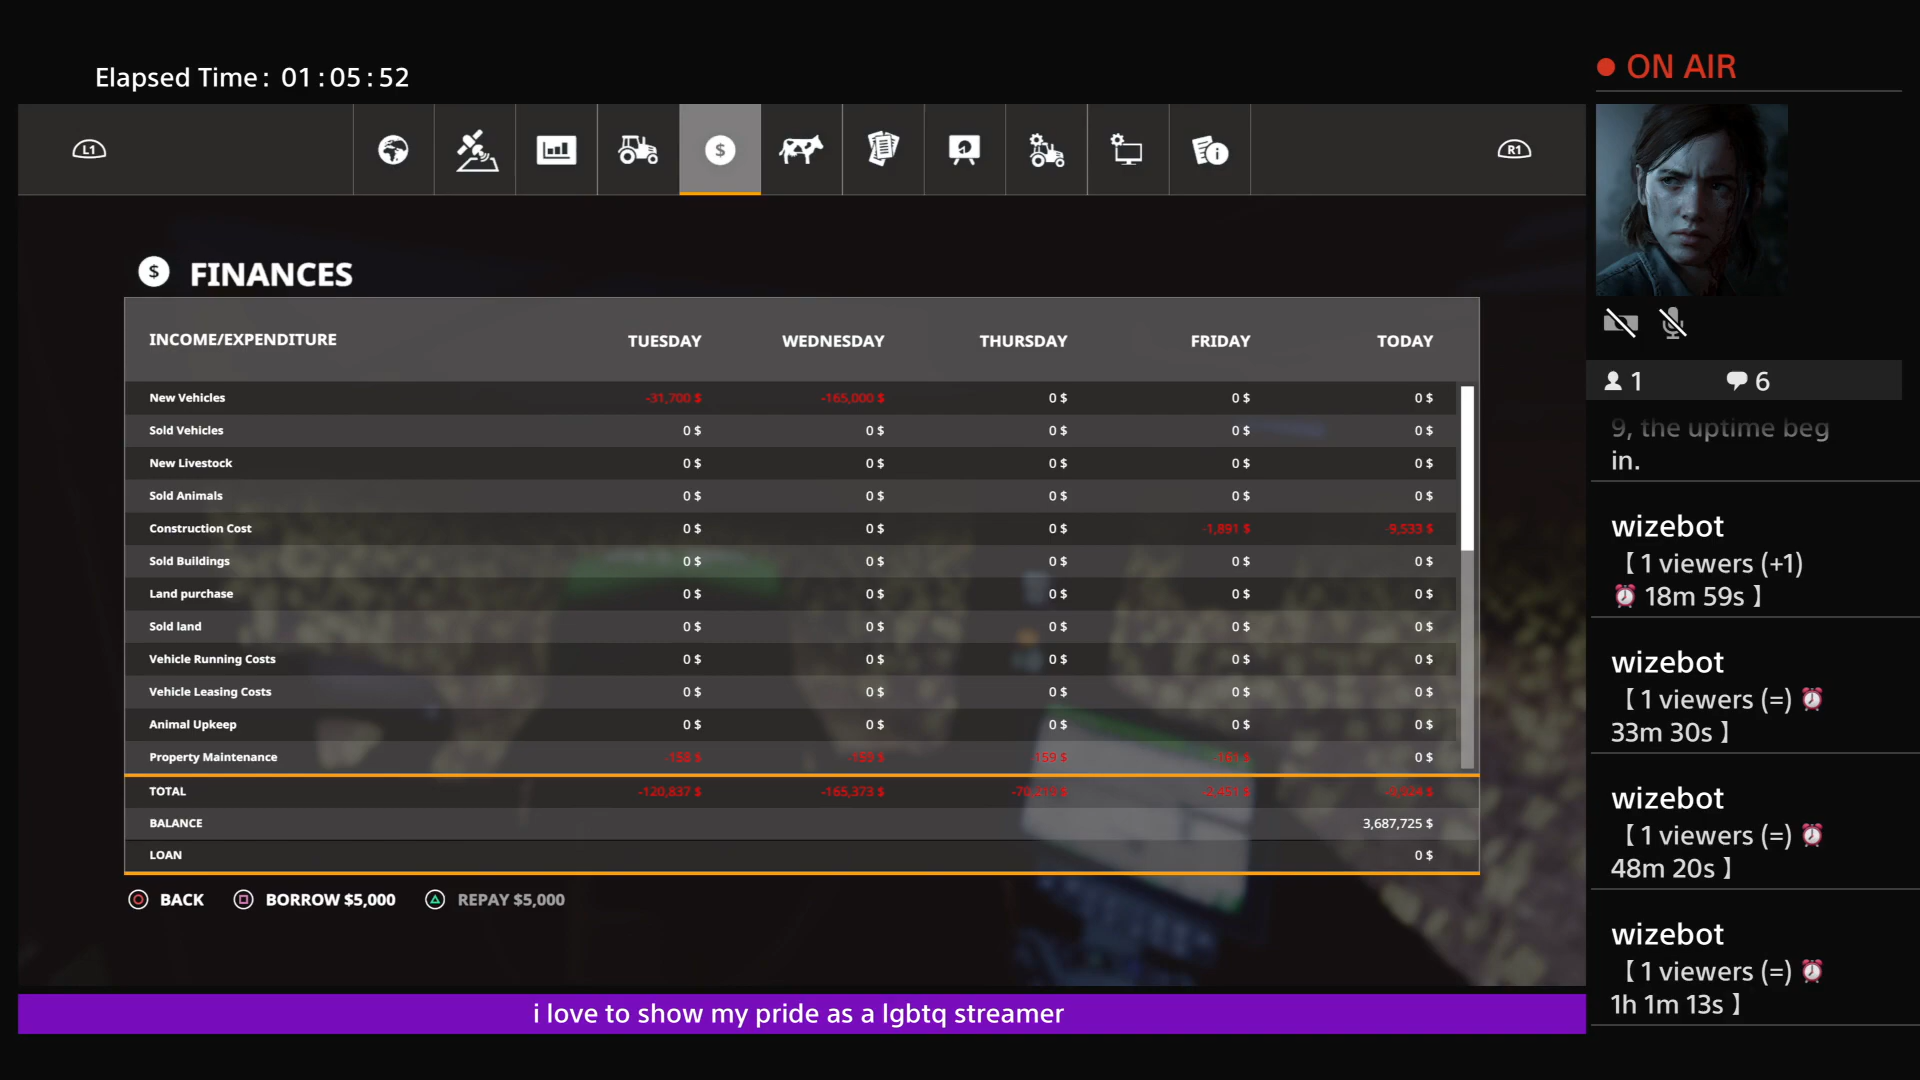 Elapsed Time: 01:05:52
ON AIR
L1
R1
FINANCES
INCOME/EXPENDITURE TUESDAY WEDNESDAY THURSDAY FRIDAY TODAY
New Vehicles -31,700 $ -165,000 $ 0 $ 0 $ 0 $
Sold Vehicles 0 $ 0 $ 0 $ 0 $ 0 $
New Livestock 0 $ 0 $ 0 $ 0 $ 0 $
Sold Animals 0 $ 0 $ 0 $ 0 $ 0 $
Construction Cost 0 $ 0 $ 0 $ -1,891 $ -9,533 $
Sold Buildings 0 $ 0 $ 0 $ 0 $ 0 $
Land purchase 0 $ 0 $ 0 $ 0 $ 0 $
Sold land 0 $ 0 $ 0 $ 0 $ 0 $
Vehicle Running Costs 0 $ 0 $ 0 $ 0 $ 0 $
Vehicle Leasing Costs 0 $ 0 $ 0 $ 0 $ 0 $
Animal Upkeep 0 $ 0 $ 0 $ 0 $ 0 $
Property Maintenance -158 $ -159 $ -159 $ -161 $ 0 $
TOTAL -120,837 $ -165,373 $
BALANCE 3,687,725 $
LOAN 0 $
BACK BORROW $5,000 REPAY $5,000
i love to show my pride as a lgbtq streamer
1 6
9, the uptime beg
in.
wizebot
【 1 viewers (+1)
⏰ 18m 59s 】
wizebot
【 1 viewers (=) ⏰
33m 30s 】
wizebot
【 1 viewers (=) ⏰
48m 20s 】
wizebot
【 1 viewers (=) ⏰
1h 1m 13s 】